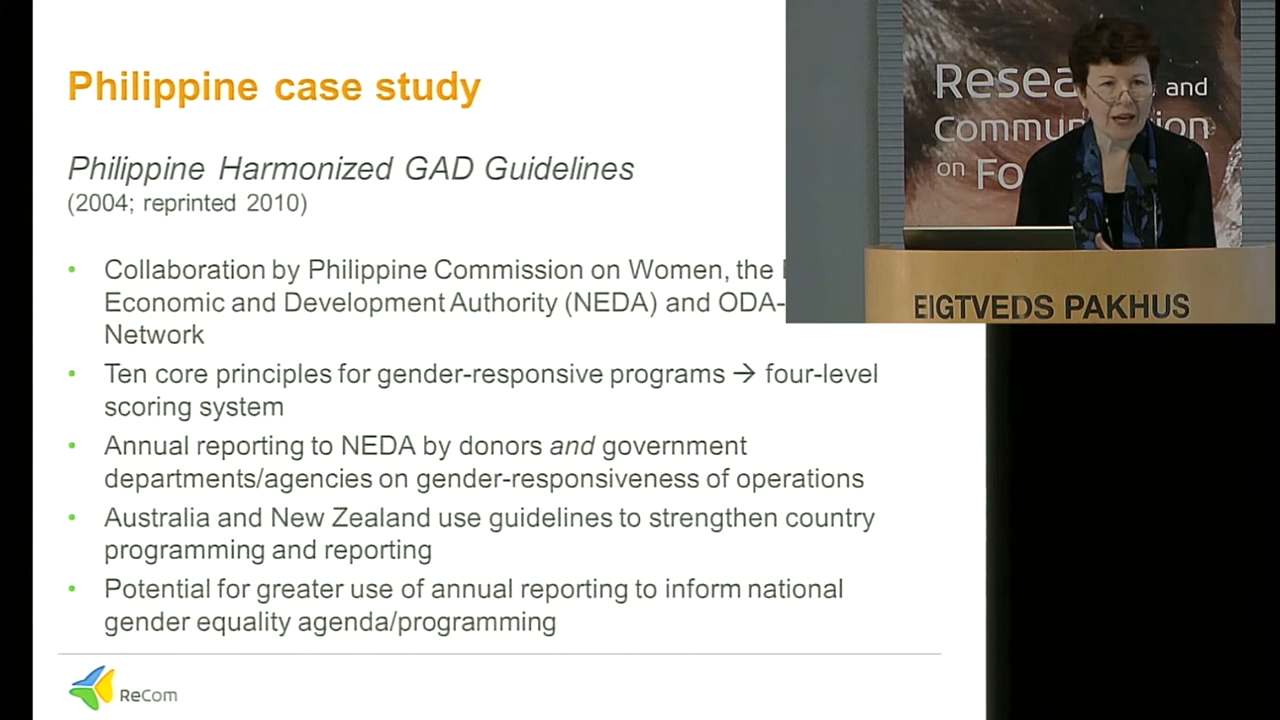 Philippine case study
Philippine Harmonized GAD Guidelines
(2004; reprinted 2010)
• Collaboration by Philippine Commission on Women, the
Economic and Development Authority (NEDA) and ODA-
Network
• Ten core principles for gender-responsive programs → four-level
scoring system
• Annual reporting to NEDA by donors and government
departments/agencies on gender-responsiveness of operations
• Australia and New Zealand use guidelines to strengthen country
programming and reporting
• Potential for greater use of annual reporting to inform national
gender equality agenda/programming
ReCom
Resea and
Commun ion
on Fo
EIGTVEDS PAKHUS